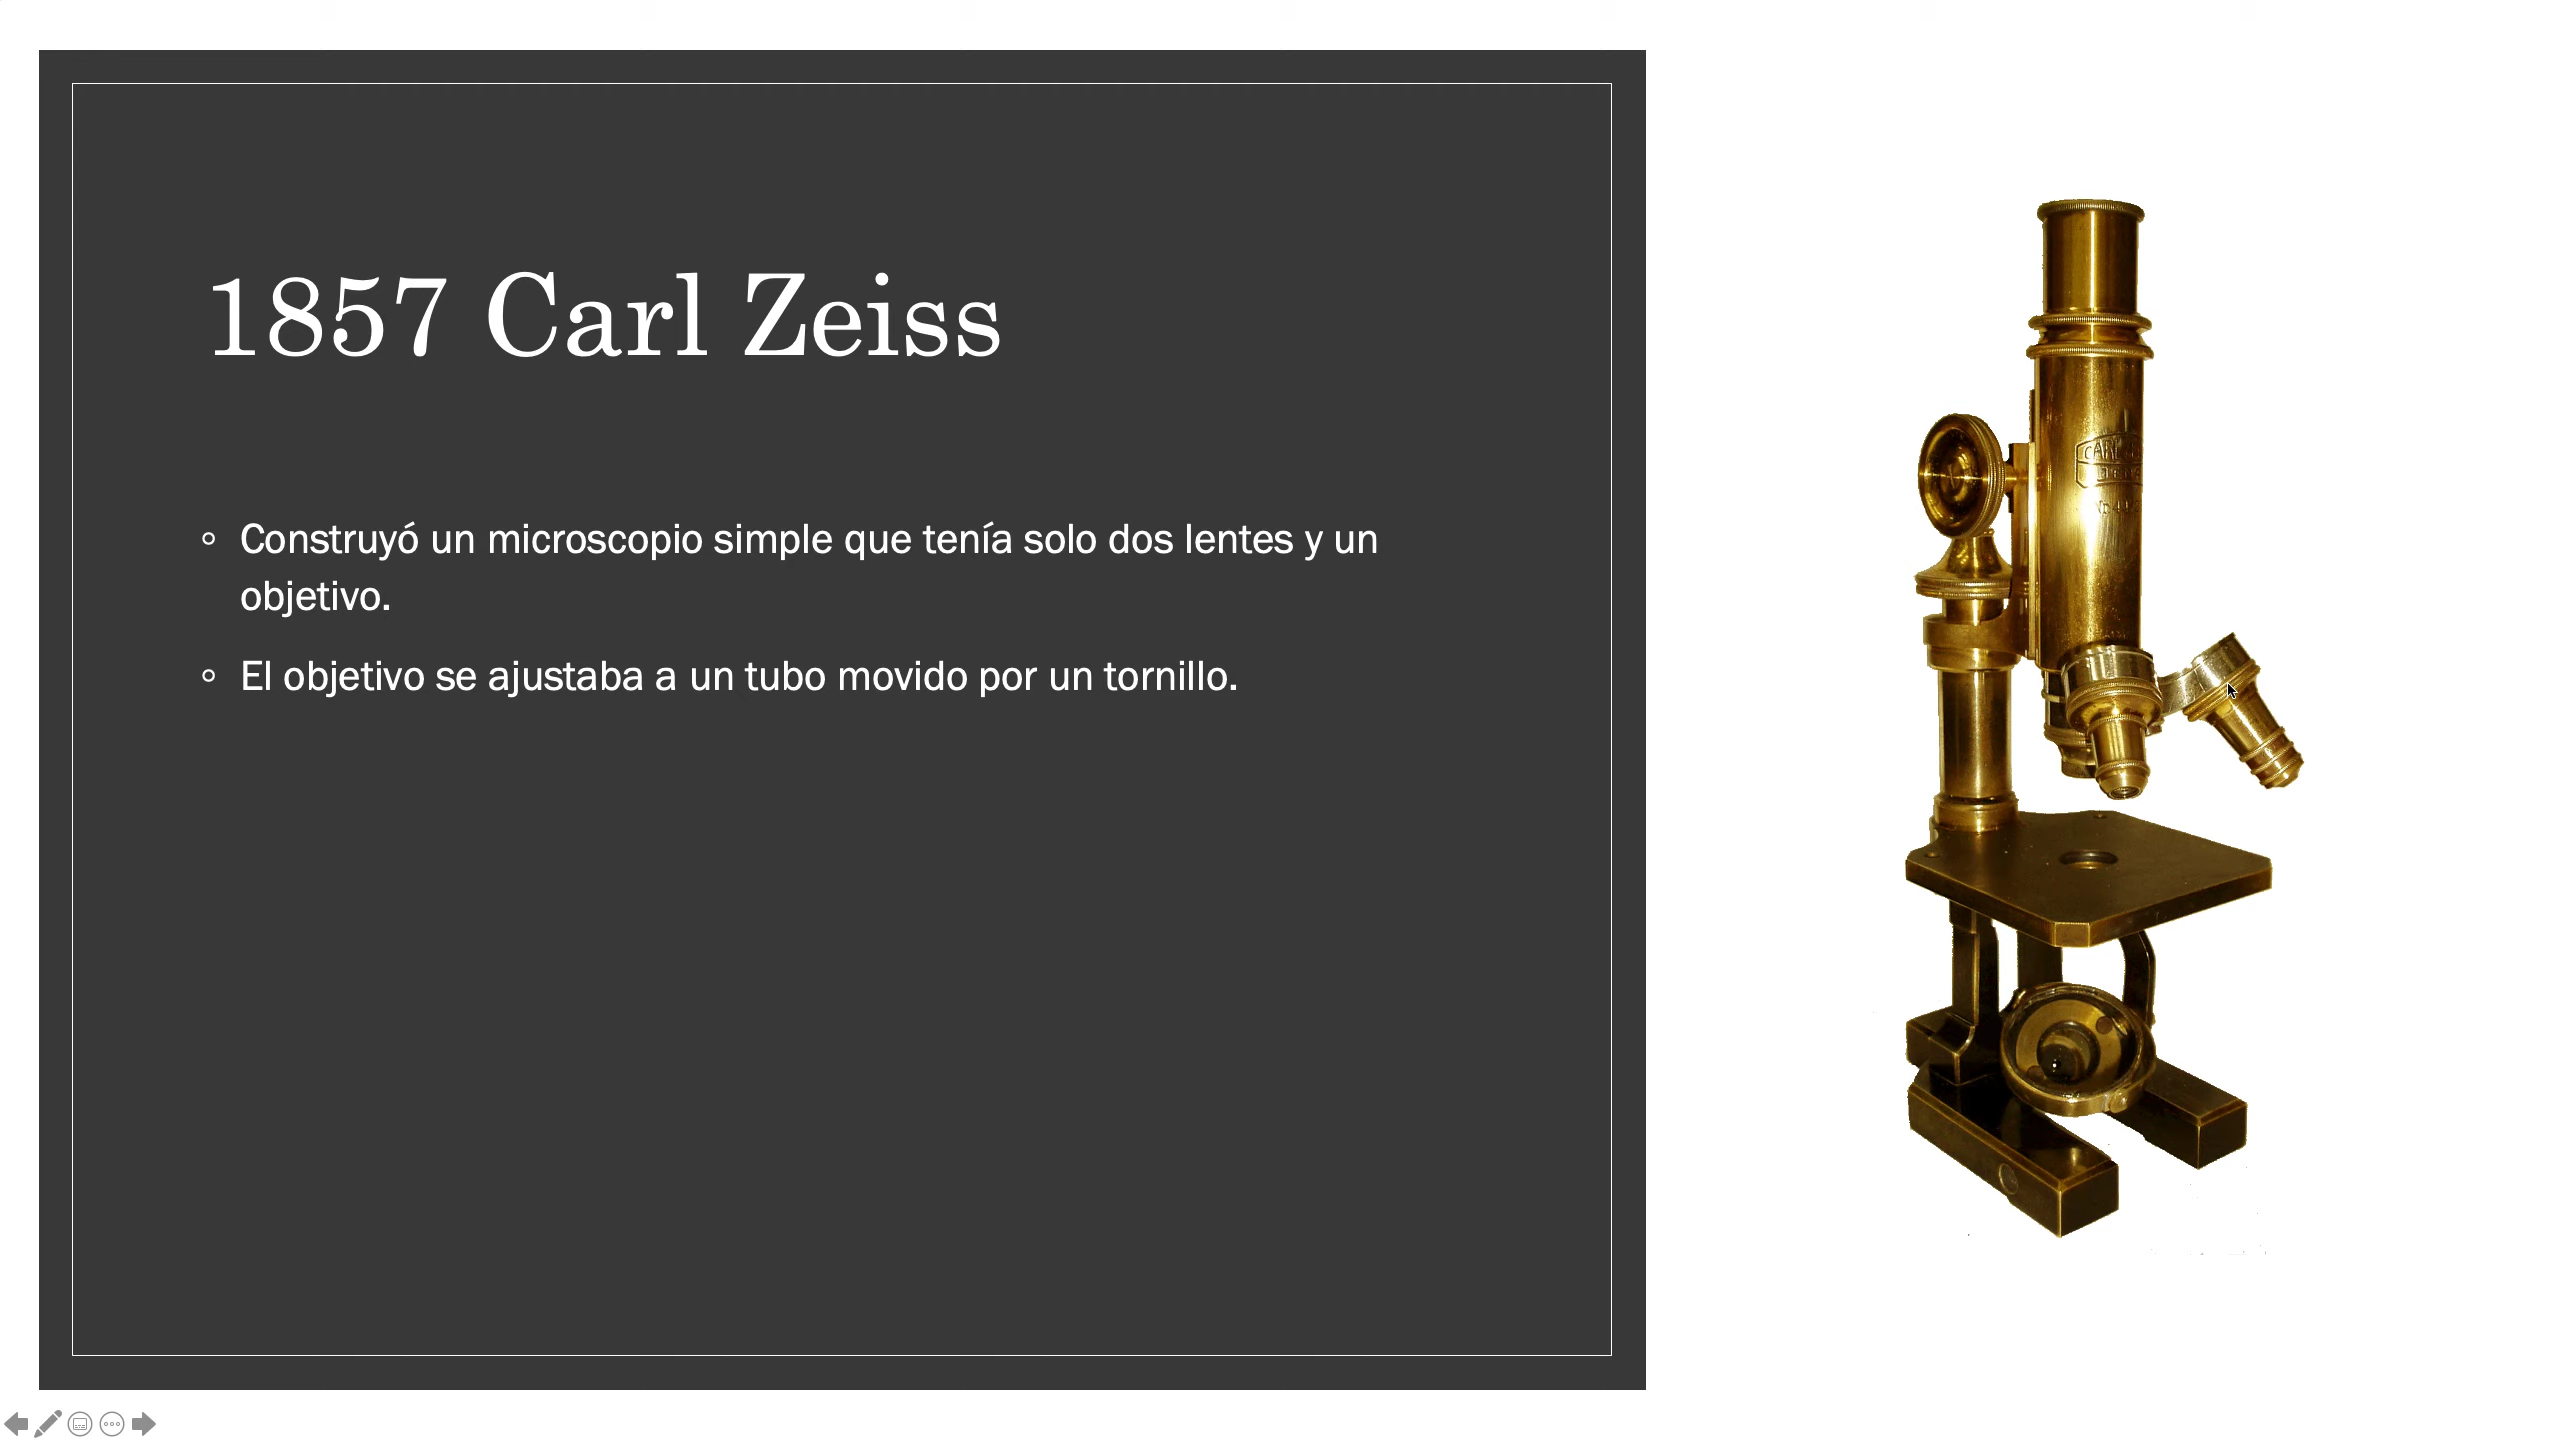 1857 Carl Zeiss
Construyó un microscopio simple que tenía solo dos lentes y un
objetivo.
El objetivo se ajustaba a un tubo movido por un tornillo.
CARL